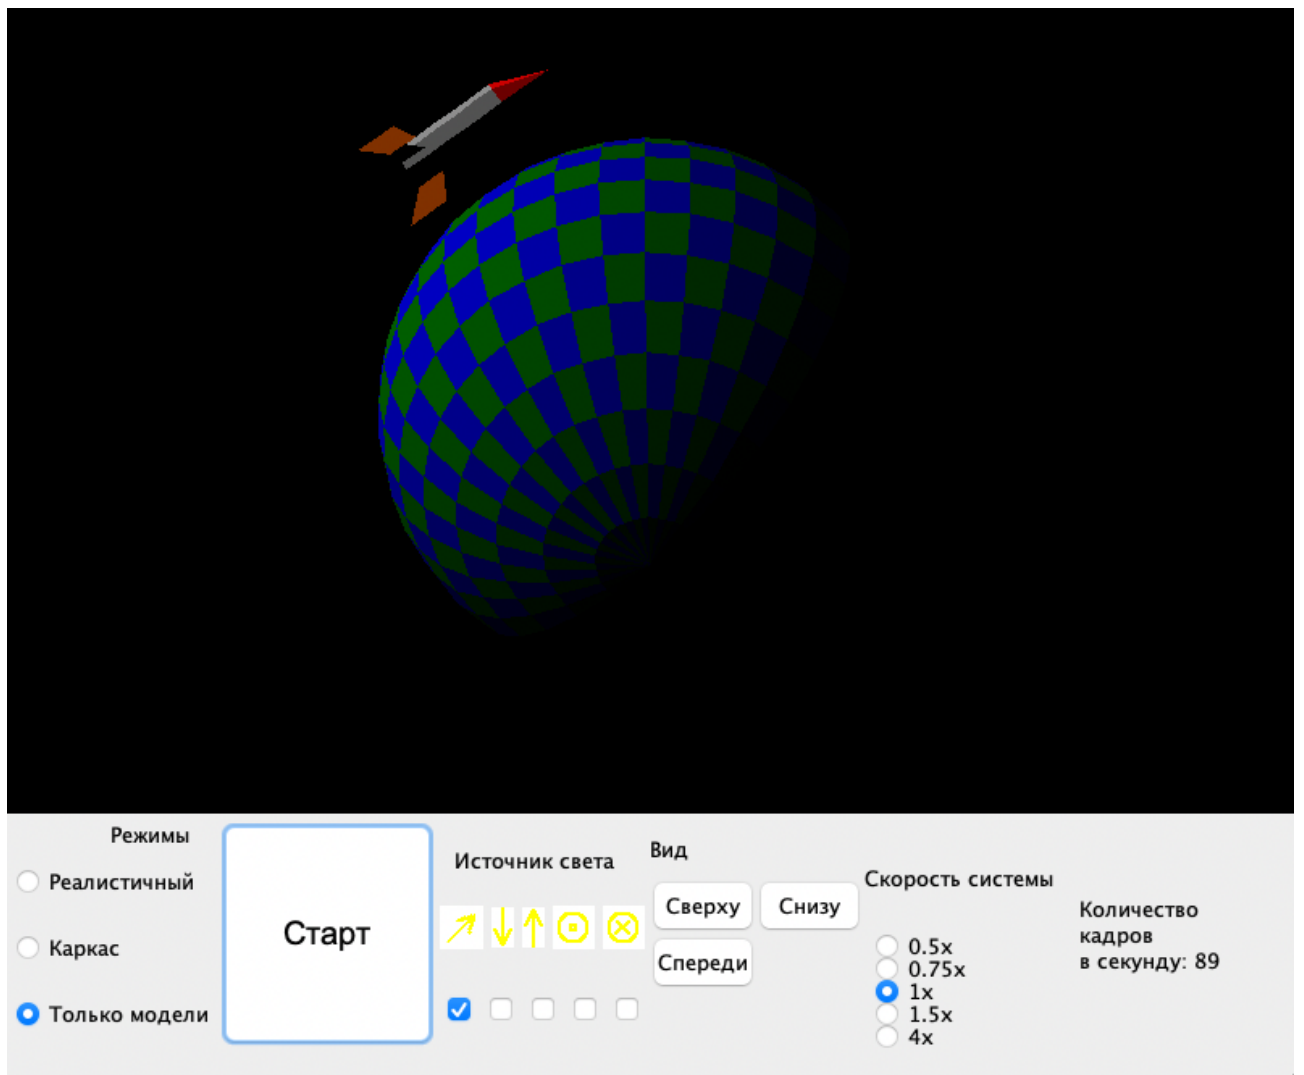 Режимы
Реалистичный
Каркас
Только модели
Старт
Источник света
Вид
Сверху
Снизу
Спереди
Скорость системы
0.5x
0.75x
1x
1.5x
4x
Количество
кадров
в секунду: 89